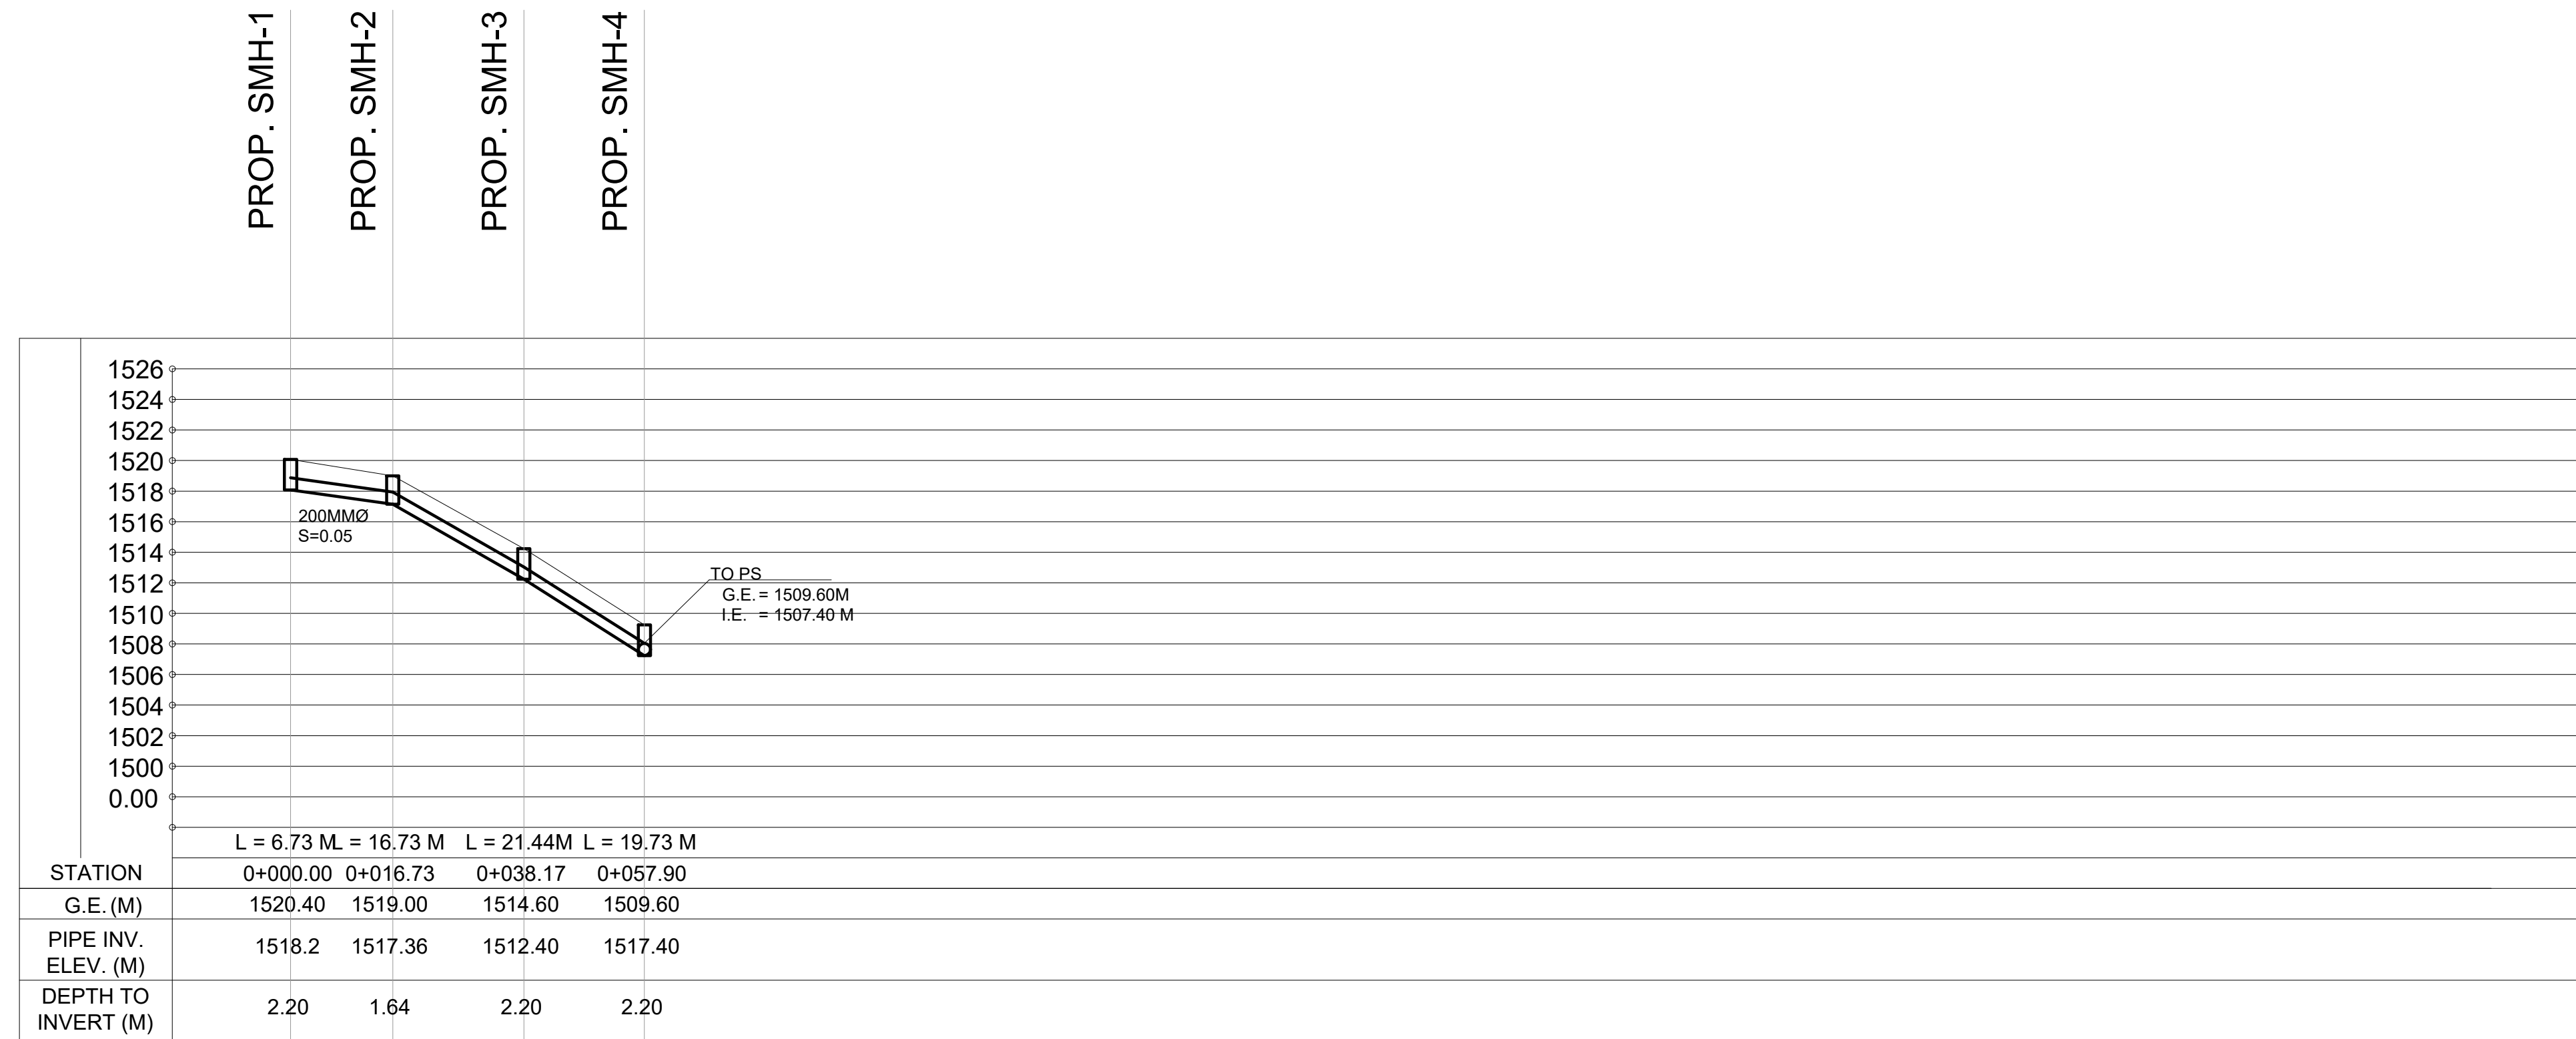 PROP. SMH-1
PROP. SMH-2
PROP. SMH-3
PROP. SMH-4
1526
1524
1522
1520
1518
1516
1514
1512
1510
1508
1506
1504
1502
1500
0.00
200MMØ
S=0.05
TO PS
G.E. = 1509.60M
I.E. = 1507.40 M
L = 6.73 M L = 16.73 M L = 21.44M L = 19.73 M
STATION 0+000.00 0+016.73 0+038.17 0+057.90
G.E. (M) 1520.40 1519.00 1514.60 1509.60
PIPE INV.
ELEV. (M)
1518.2 1517.36 1512.40 1517.40
DEPTH TO
INVERT (M)
2.20 1.64 2.20 2.20